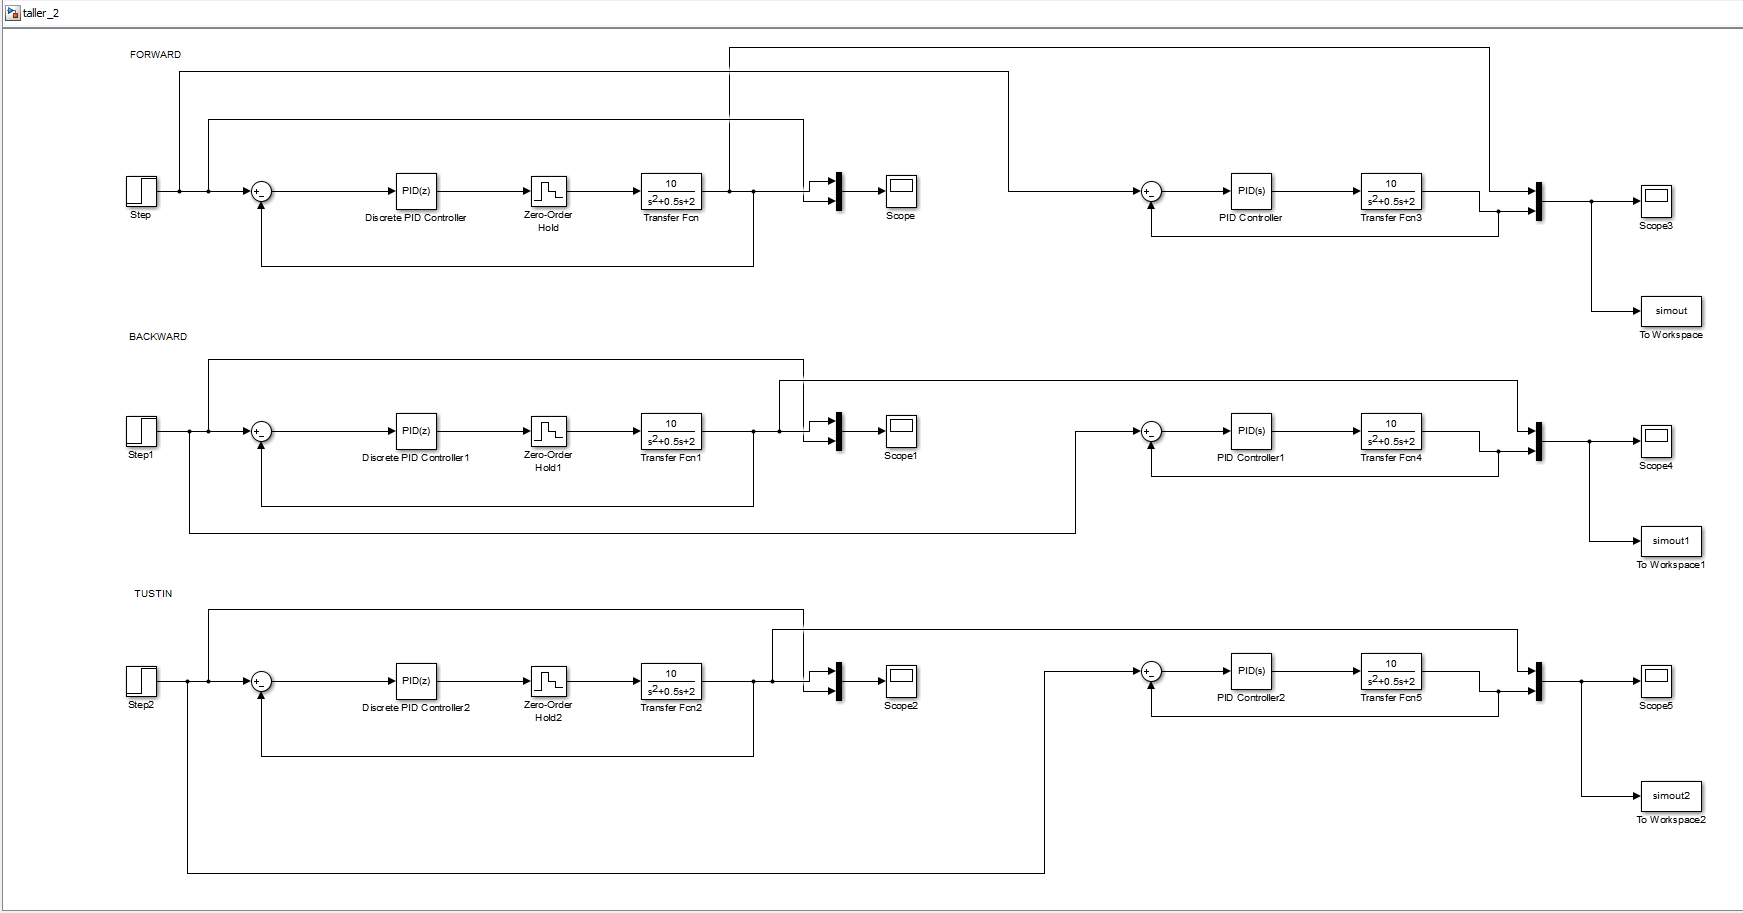 taller_2
FORWARD
Step
+
-
PID(z)
Discrete PID Controller
Zero-Order
Hold
10
s2+0.5s+2
Transfer Fcn
Scope
+
-
PID(s)
PID Controller
10
s2+0.5s+2
Transfer Fcn3
Scope3
simout
To Workspace
BACKWARD
Step1
+
-
PID(z)
Discrete PID Controller1
Zero-Order
Hold1
10
s2+0.5s+2
Transfer Fcn1
Scope1
+
-
PID(s)
PID Controller1
10
s2+0.5s+2
Transfer Fcn4
Scope4
simout1
To Workspace1
TUSTIN
Step2
+
-
PID(z)
Discrete PID Controller2
Zero-Order
Hold2
10
s2+0.5s+2
Transfer Fcn2
Scope2
+
-
PID(s)
PID Controller2
10
s2+0.5s+2
Transfer Fcn5
Scope5
simout2
To Workspace2